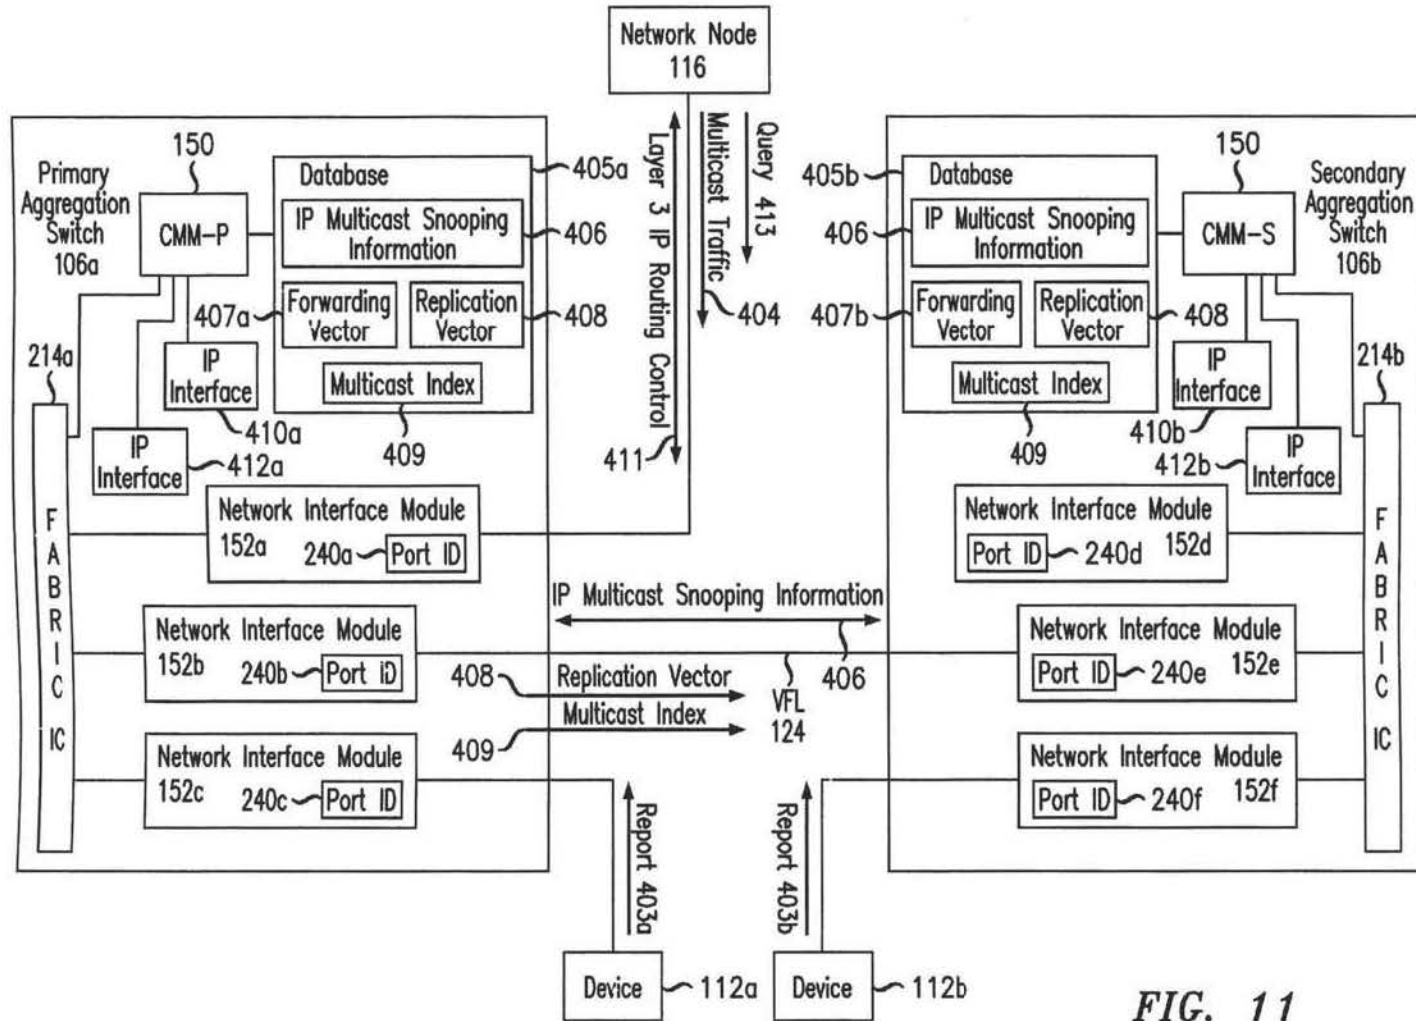 Network Node
116
Layer 3 IP Routing Control
411
Multicast Traffic
404
Query 413
Primary
Aggregation
Switch
106a
150
CMM-P
Database
405a
IP Multicast Snooping
Information
406
Forwarding
Vector
407a
Replication
Vector
408
Multicast Index
409
IP
Interface
410a
IP
Interface
412a
214a
FABRIC IC
Network Interface Module
152a
240a
Port ID
Network Interface Module
152b
240b
Port ID
Network Interface Module
152c
240c
Port ID
IP Multicast Snooping Information
406
408
Replication Vector
409
Multicast Index
VFL
124
Secondary
Aggregation
Switch
106b
150
CMM-S
405b
Database
IP Multicast Snooping
Information
406
Forwarding
Vector
407b
Replication
Vector
408
Multicast Index
409
IP
Interface
410b
IP
Interface
412b
214b
FABRIC IC
Network Interface Module
Port ID
240d
152d
Network Interface Module
Port ID
240e
152e
Network Interface Module
Port ID
240f
152f
Report 403a
Report 403b
Device
112a
Device
112b
FIG. 11